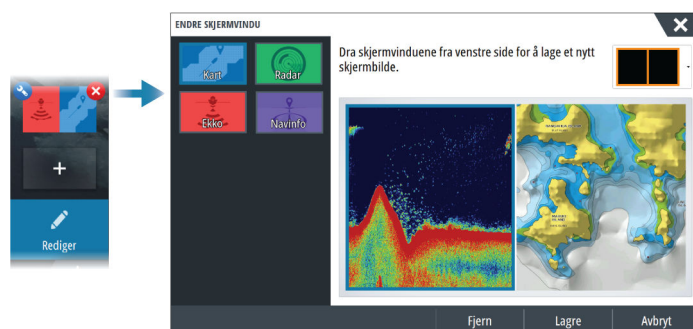 Rediger
ENDRE SKJERMVINDU
Kart
Radar
Ekko
Navinfo
Dra skjermvinduene fra venstre side for å lage et nytt
skjermbilde.
Fjern
Lagre
Avbryt